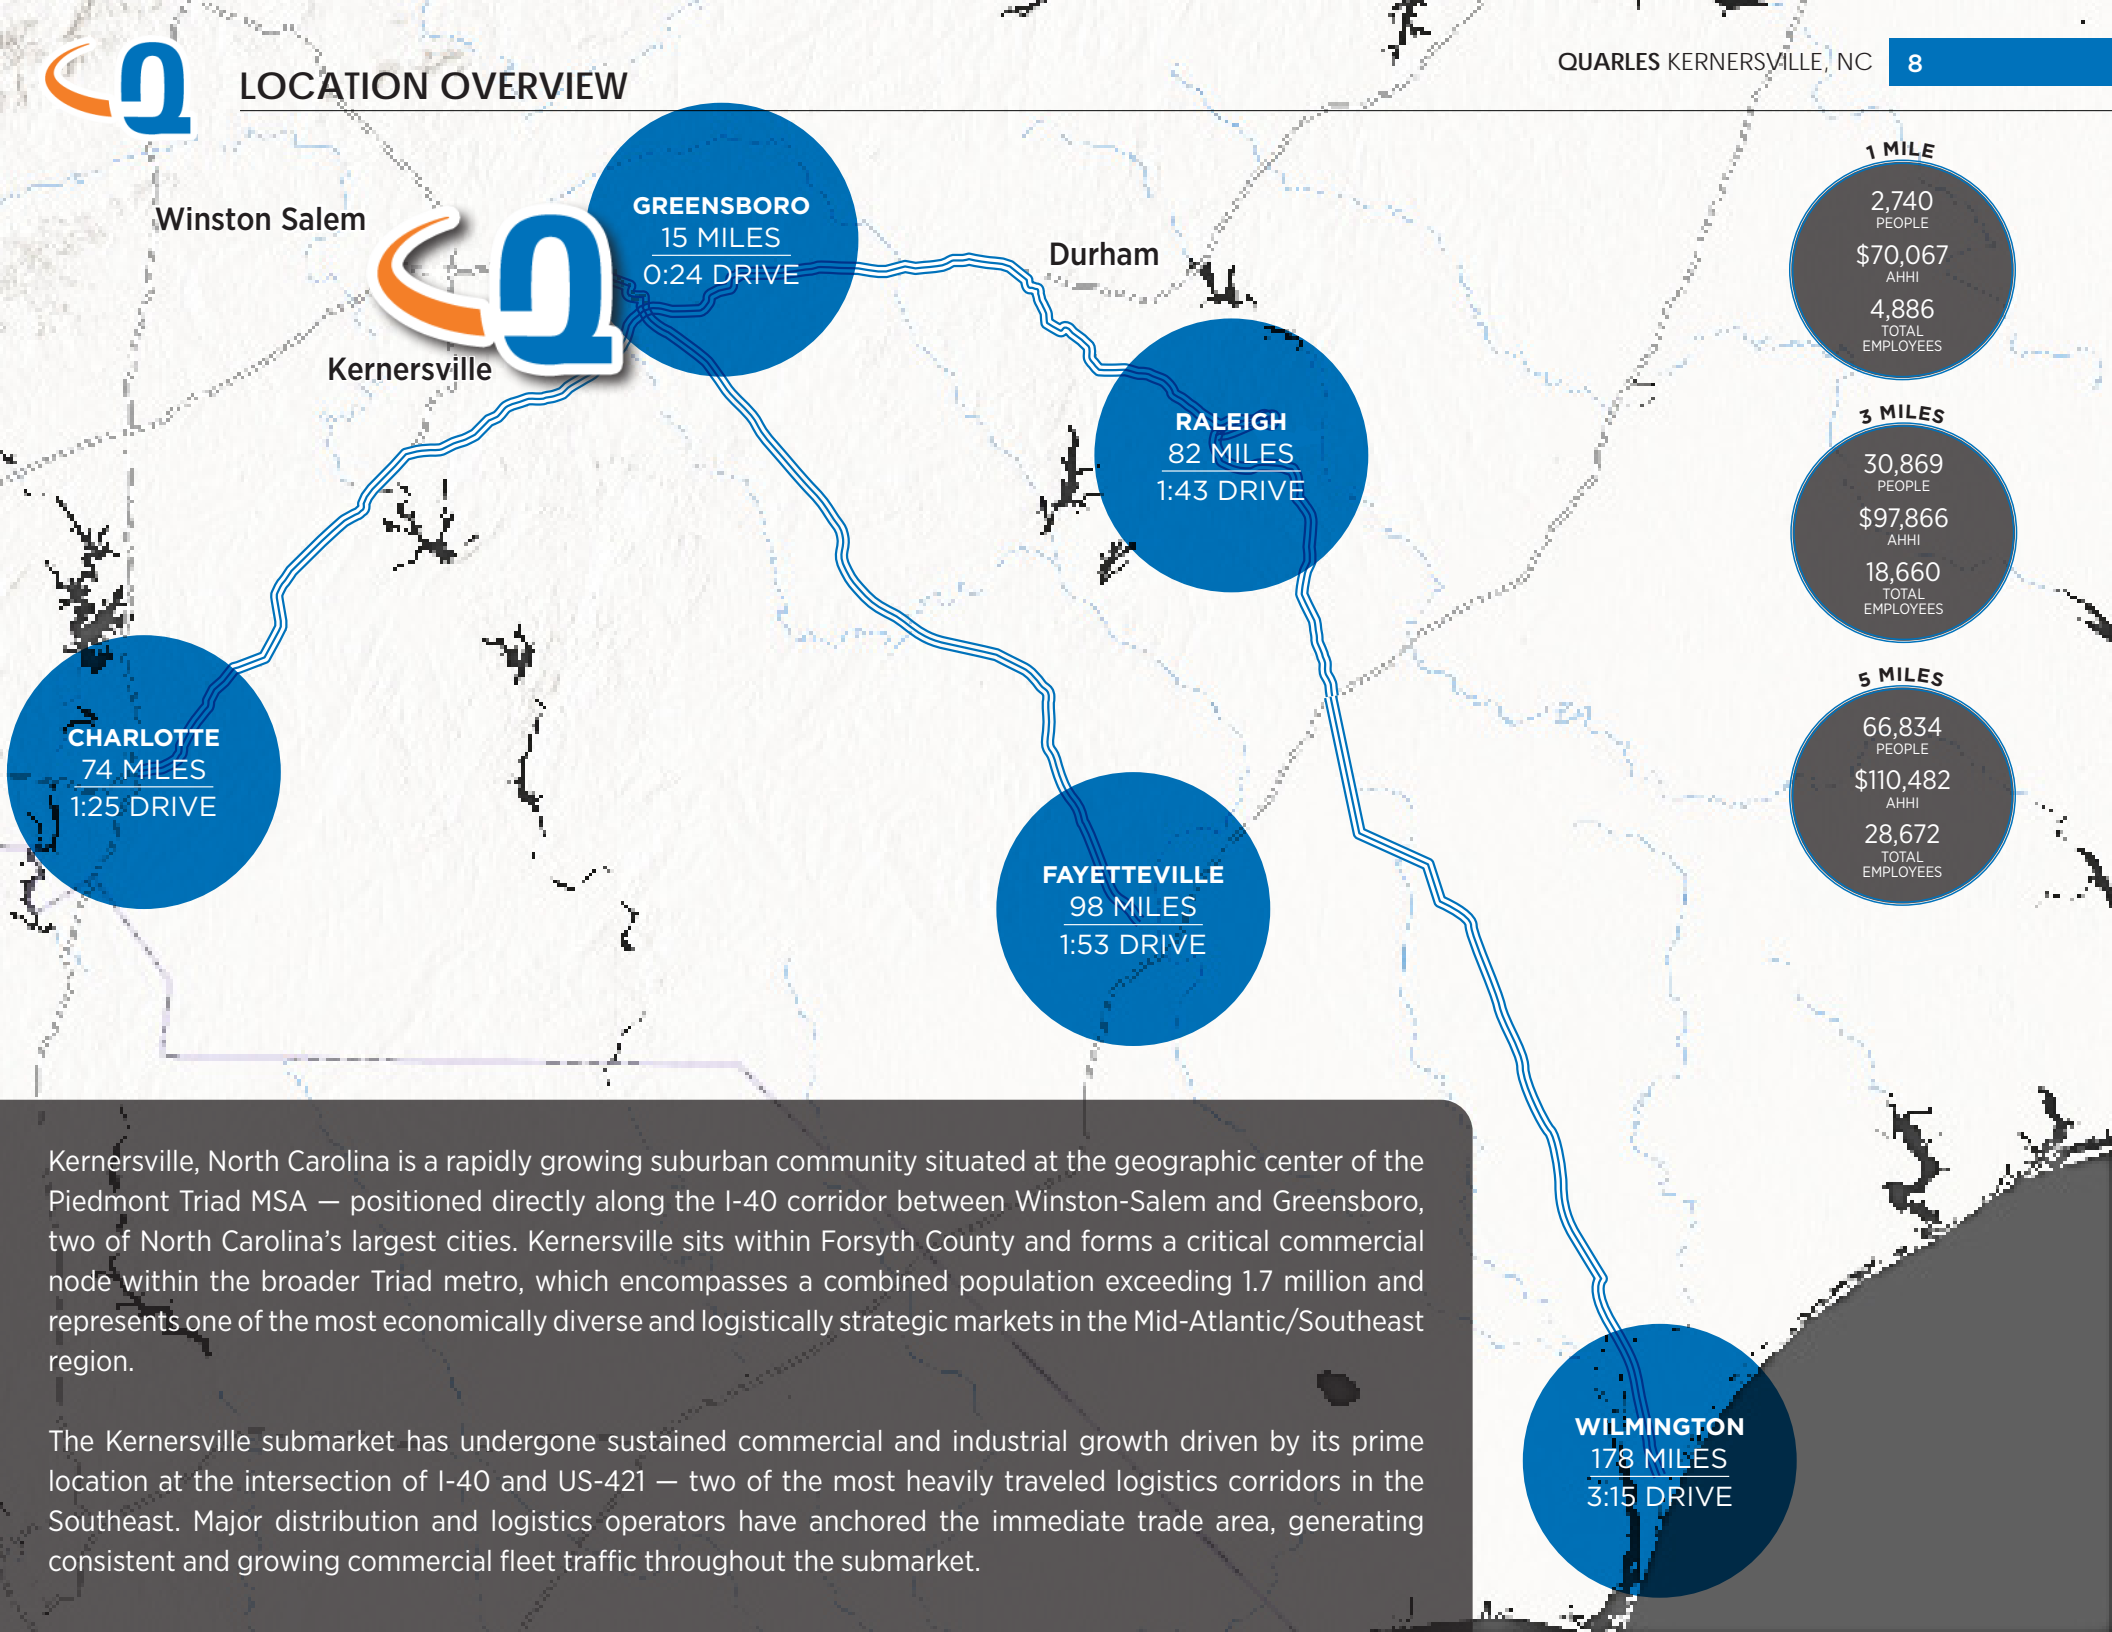 LOCATION OVERVIEW
QUARLES KERNERSVILLE, NC
8
Winston Salem
Kernersville
GREENSBORO
15 MILES
0:24 DRIVE
Durham
RALEIGH
82 MILES
1:43 DRIVE
CHARLOTTE
74 MILES
1:25 DRIVE
FAYETTEVILLE
98 MILES
1:53 DRIVE
WILMINGTON
178 MILES
3:15 DRIVE
1 MILE
2,740
PEOPLE
$70,067
AHHI
4,886
TOTAL
EMPLOYEES
3 MILES
30,869
PEOPLE
$97,866
AHHI
18,660
TOTAL
EMPLOYEES
5 MILES
66,834
PEOPLE
$110,482
AHHI
28,672
TOTAL
EMPLOYEES
Kernersville, North Carolina is a rapidly growing suburban community situated at the geographic center of the
Piedmont Triad MSA — positioned directly along the I-40 corridor between Winston-Salem and Greensboro,
two of North Carolina’s largest cities. Kernersville sits within Forsyth County and forms a critical commercial
node within the broader Triad metro, which encompasses a combined population exceeding 1.7 million and
represents one of the most economically diverse and logistically strategic markets in the Mid-Atlantic/Southeast
region.
The Kernersville submarket has undergone sustained commercial and industrial growth driven by its prime
location at the intersection of I-40 and US-421 — two of the most heavily traveled logistics corridors in the
Southeast. Major distribution and logistics operators have anchored the immediate trade area, generating
consistent and growing commercial fleet traffic throughout the submarket.